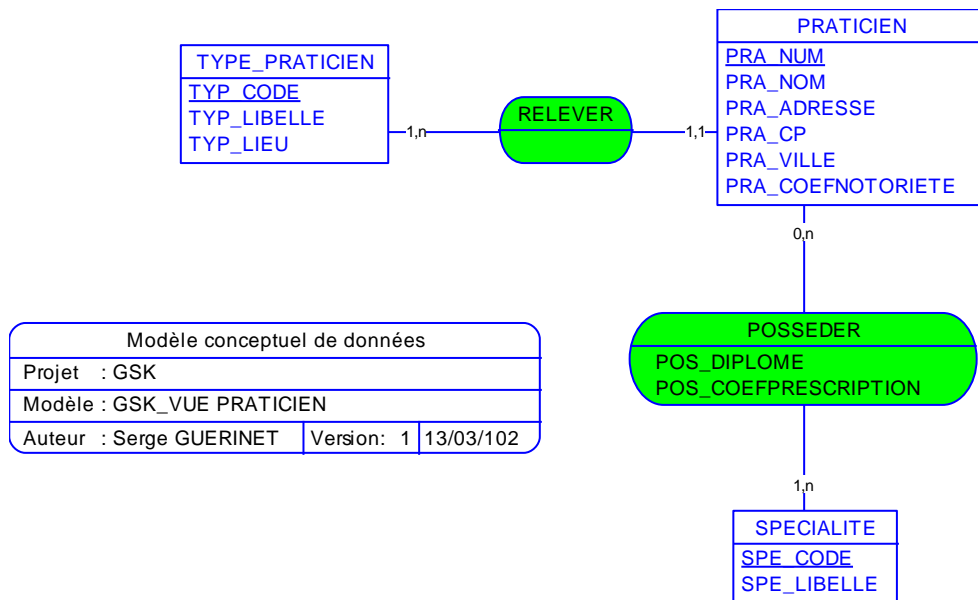 PRATICIEN
PRA_NUM
PRA_NOM
PRA_ADRESSE
PRA_CP
PRA_VILLE
PRA_COEFNOTORIETE
TYPE_PRATICIEN
TYP_CODE
TYP_LIBELLE
TYP_LIEU
1,n
RELEVER
1,1
0,n
POSSEDER
POS_DIPLOME
POS_COEFPRESCRIPTION
1,n
SPECIALITE
SPE_CODE
SPE_LIBELLE
Modèle conceptuel de données
Projet : GSK
Modèle : GSK_VUE PRATICIEN
Auteur : Serge GUERINET Version: 1 13/03/102